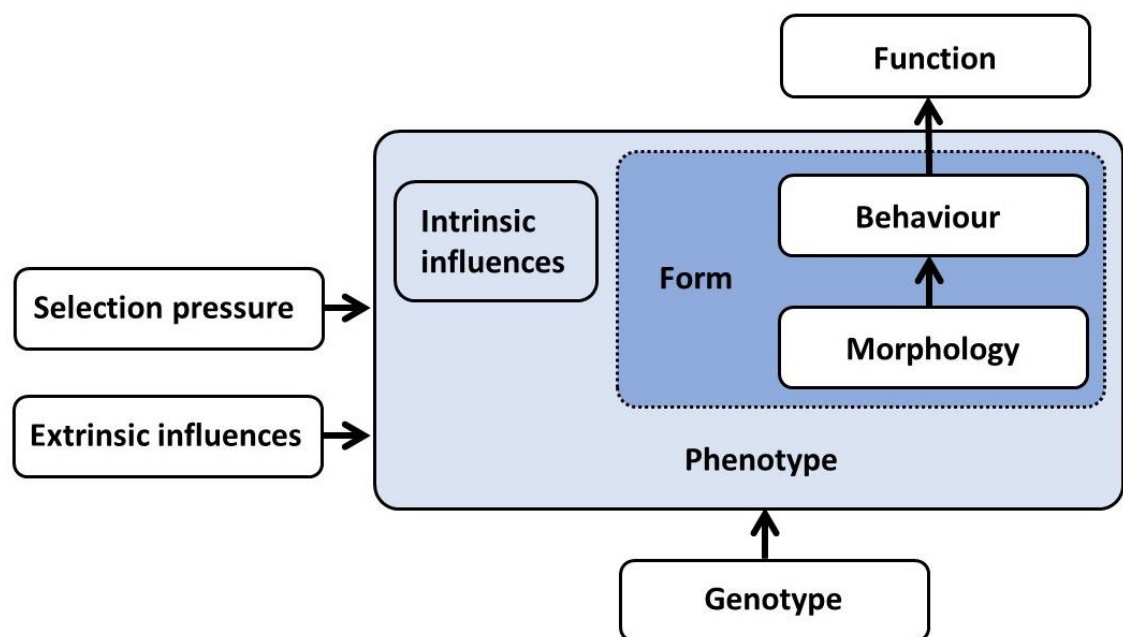 Function
Behaviour
Intrinsic
influences
Form
Selection pressure
Morphology
Extrinsic influences
Phenotype
Genotype